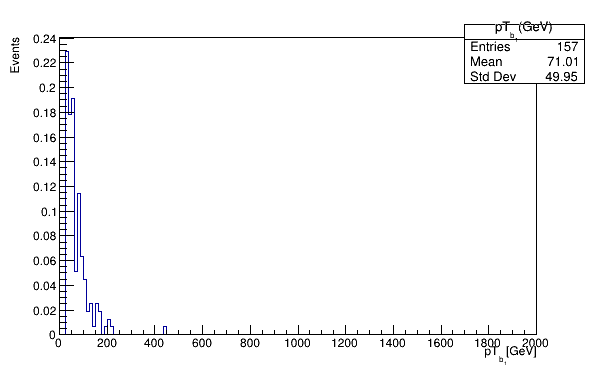 pT_b₁(GeV)
Entries 157
Mean 71.01
Std Dev 49.95
Events
0.24
0.22
0.2
0.18
0.16
0.14
0.12
0.1
0.08
0.06
0.04
0.02
0
0 200 400 600 800 1000 1200 1400 1600 1800 2000
pT_b₁[GeV]